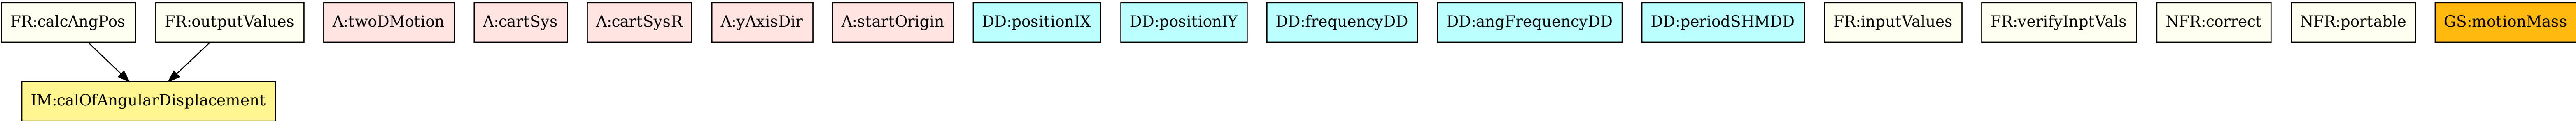 FR:calcAngPos
FR:outputValues
A:twoDMotion
A:cartSys
A:cartSysR
A:yAxisDir
A:startOrigin
DD:positionIX
DD:positionIY
DD:frequencyDD
DD:angFrequencyDD
DD:periodSHMDD
FR:inputValues
FR:verifyInptVals
NFR:correct
NFR:portable
GS:motionMass
IM:calOfAngularDisplacement